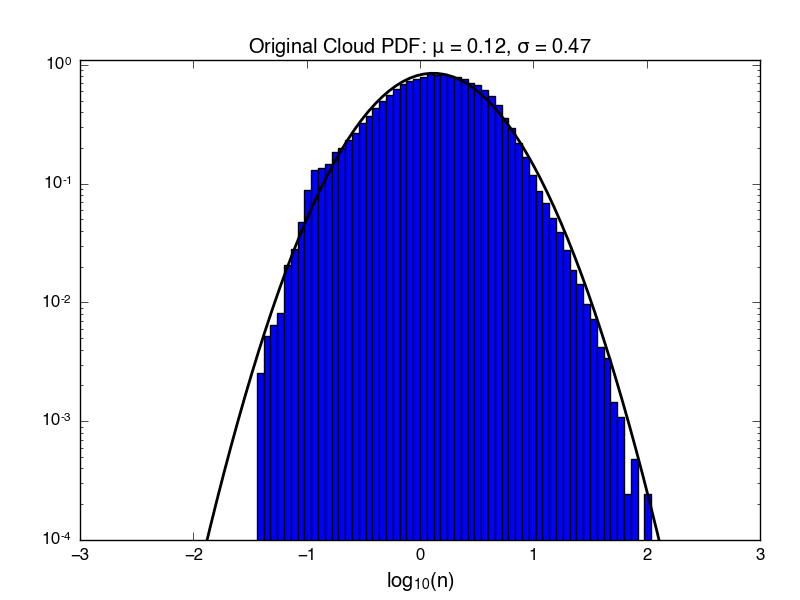 Original Cloud PDF: μ = 0.12, σ = 0.47
10⁰
10⁻¹
10⁻²
10⁻³
10⁻⁴
−3 −2 −1 0 1 2 3
log₁₀(n)